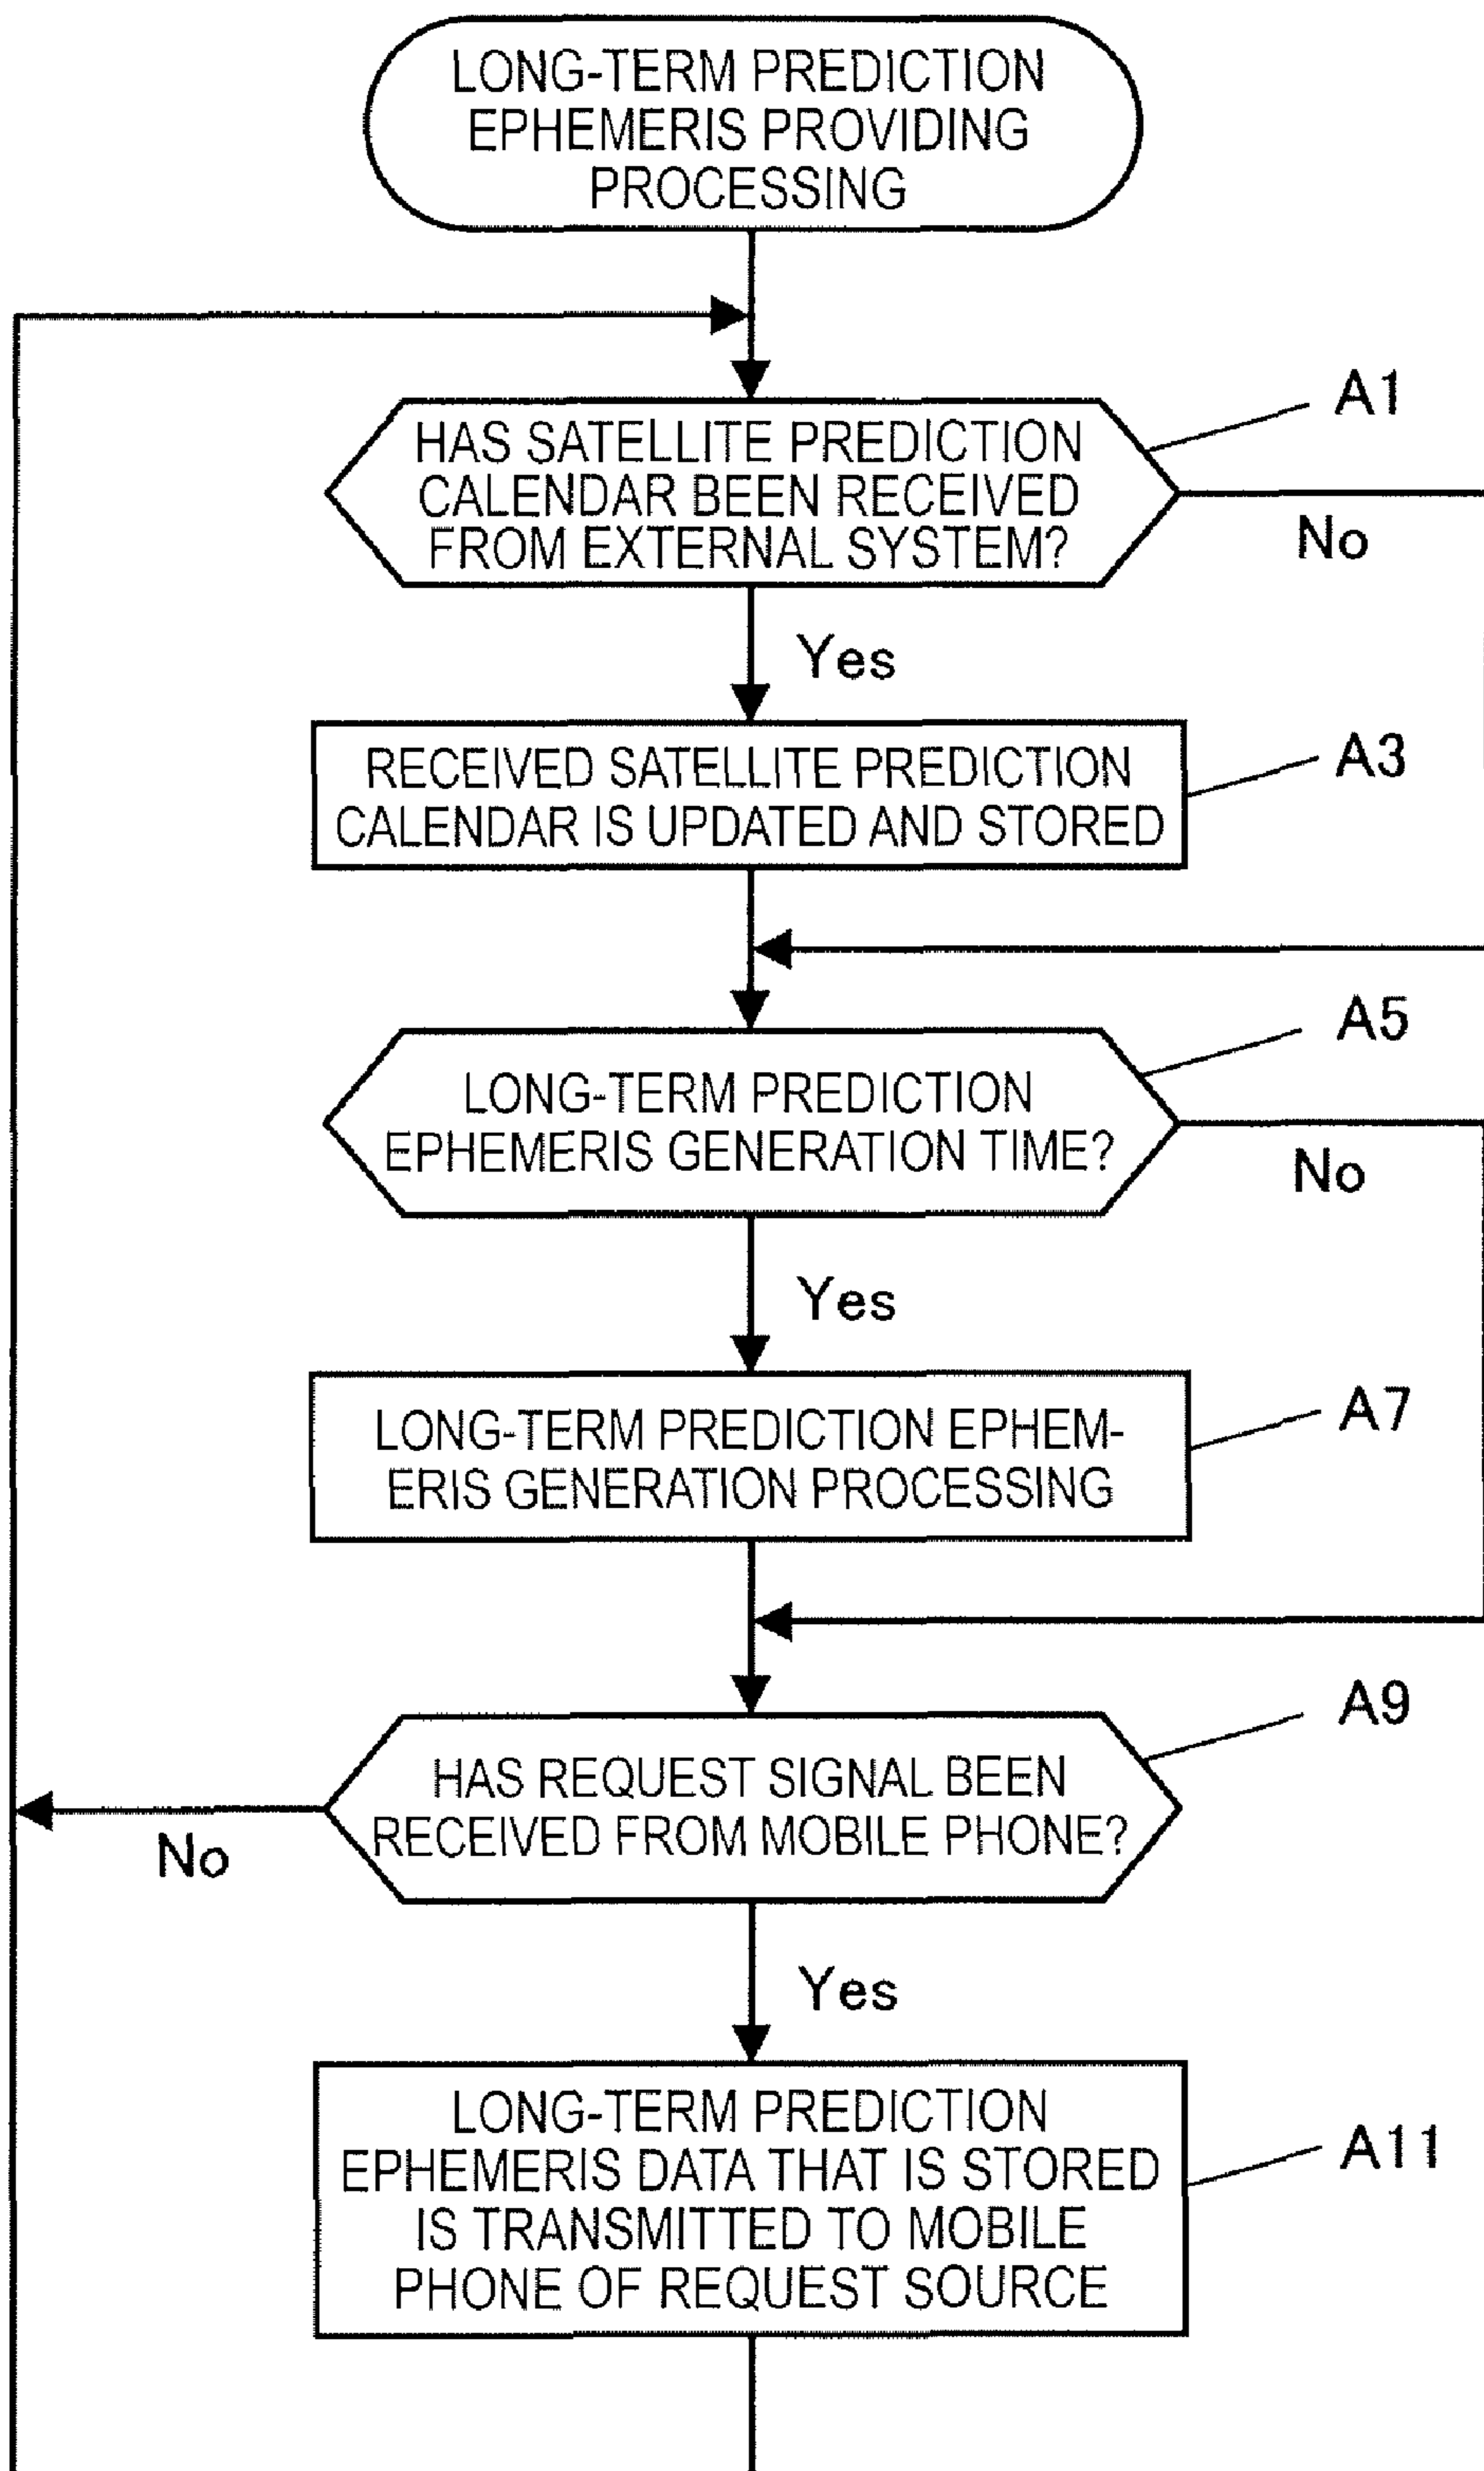 LONG-TERM PREDICTION
EPHEMERIS PROVIDING
PROCESSING
A1
HAS SATELLITE PREDICTION
CALENDAR BEEN RECEIVED
FROM EXTERNAL SYSTEM?
No
Yes
A3
RECEIVED SATELLITE PREDICTION
CALENDAR IS UPDATED AND STORED
A5
LONG-TERM PREDICTION
EPHEMERIS GENERATION TIME?
No
Yes
A7
LONG-TERM PREDICTION EPHEM-
ERIS GENERATION PROCESSING
A9
HAS REQUEST SIGNAL BEEN
RECEIVED FROM MOBILE PHONE?
No
Yes
A11
LONG-TERM PREDICTION
EPHEMERIS DATA THAT IS STORED
IS TRANSMITTED TO MOBILE
PHONE OF REQUEST SOURCE